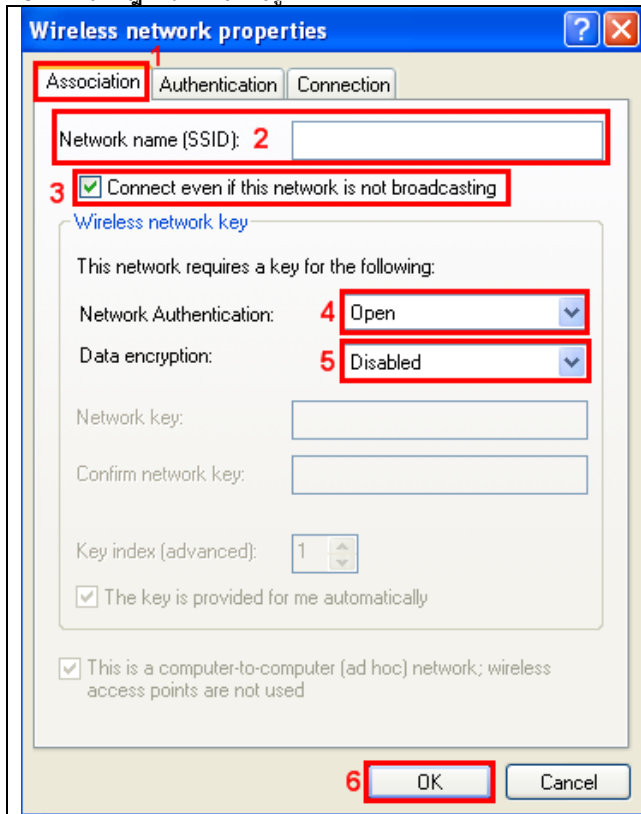 Wireless network properties
1
Association Authentication Connection
Network name (SSID): 2
3 Connect even if this network is not broadcasting
Wireless network key
This network requires a key for the following:
Network Authentication: 4 Open
Data encryption: 5 Disabled
Network key:
Confirm network key:
Key index (advanced): 1
The key is provided for me automatically
This is a computer-to-computer (ad hoc) network; wireless
access points are not used
6 OK Cancel